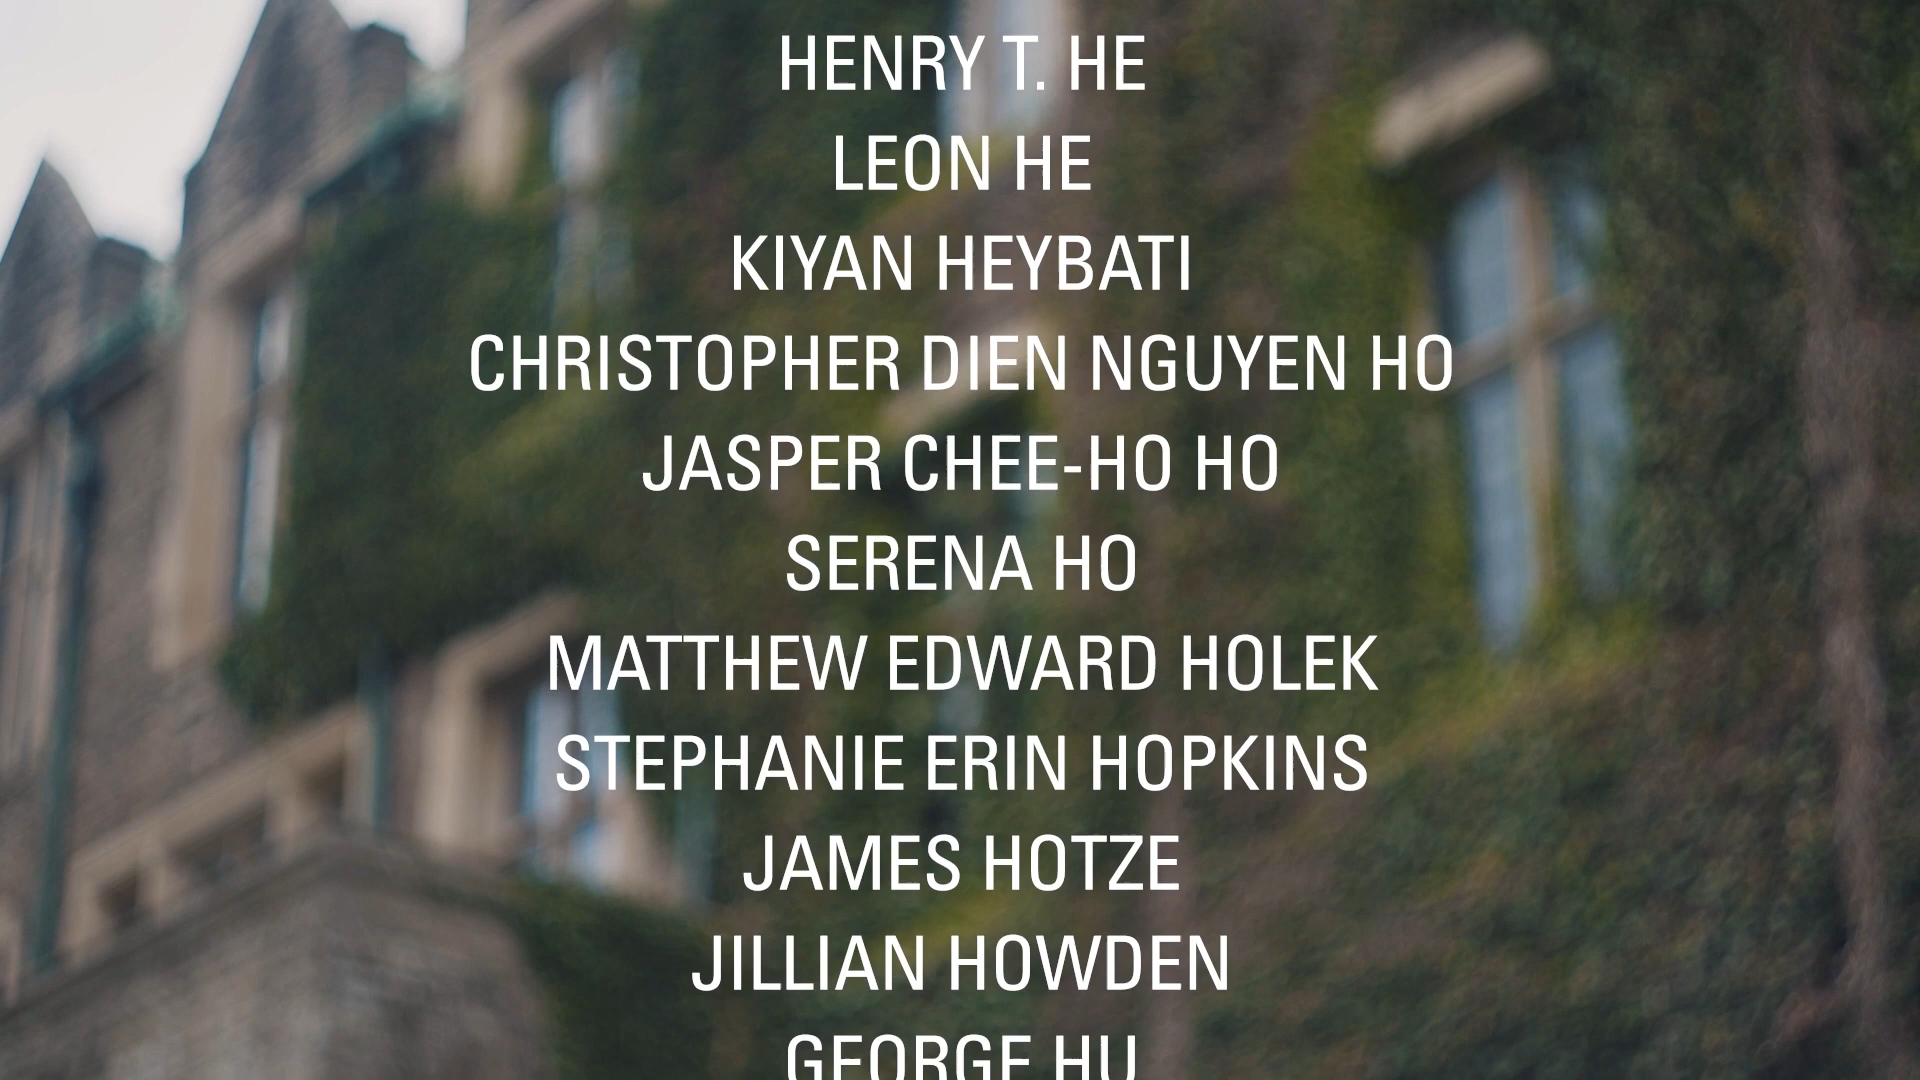 HENRY T. HE
LEON HE
KIYAN HEYBATI
CHRISTOPHER DIEN NGUYEN HO
JASPER CHEE-HO HO
SERENA HO
MATTHEW EDWARD HOLEK
STEPHANIE ERIN HOPKINS
JAMES HOTZE
JILLIAN HOWDEN
GEORGE HU